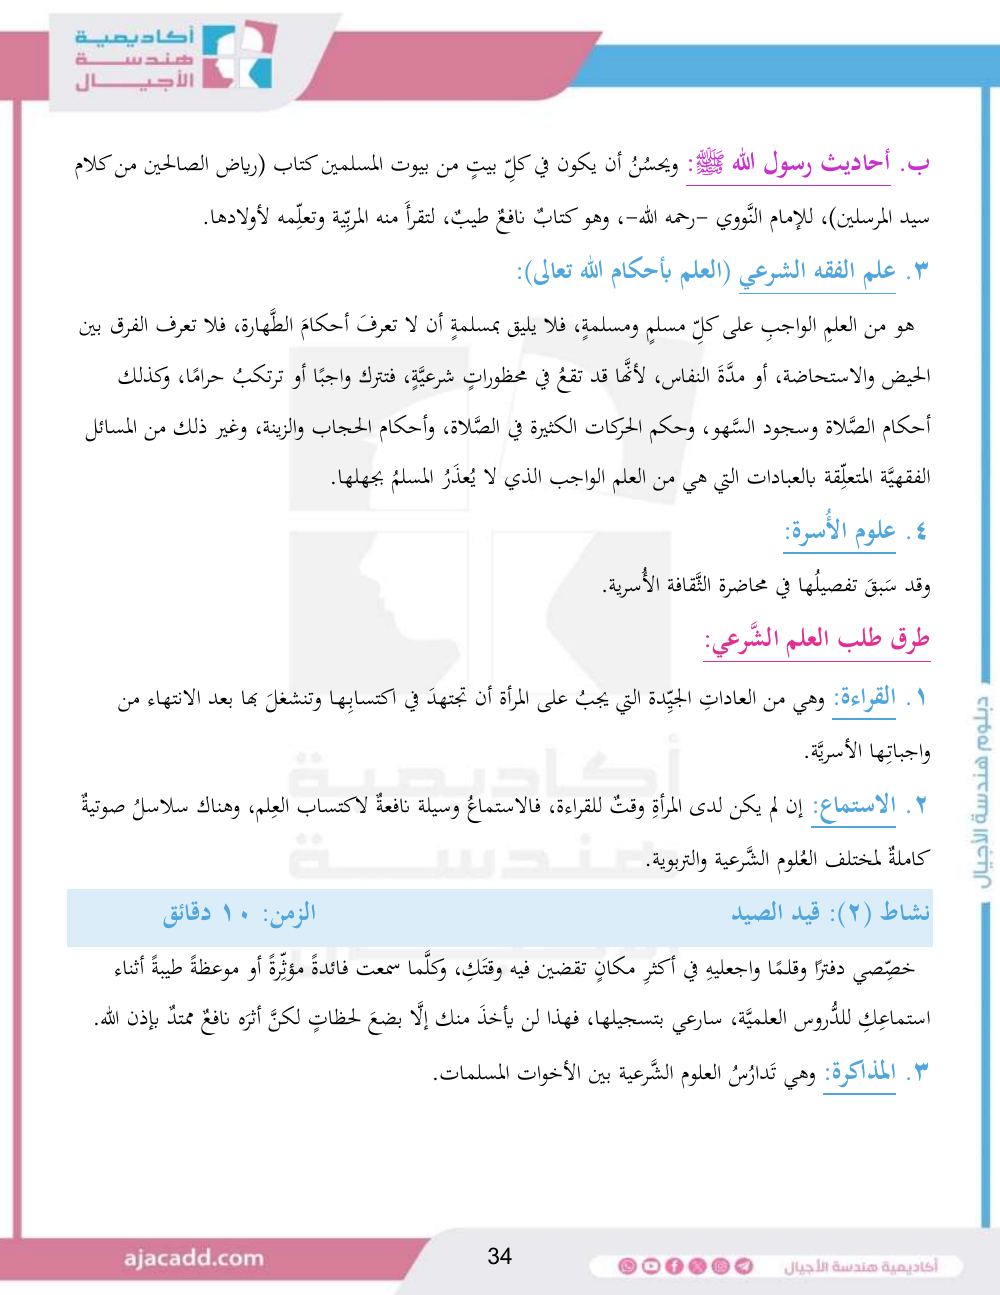 أكاديمية
هندسة
الأجيال
ب. أحاديث رسول الله ﷺ: ويحسُنُ أن يكون في كلِّ بيتٍ من بيوت المسلمين كتاب (رياض الصالحين من كلام
سيد المرسلين)، للإمام النَّووي -رحمه الله-، وهو كتابٌ نافعٌ طيبٌ، لتقرأَ منه المربِّية وتعلِّمه لأولادها.
٣. علم الفقه الشرعي (العلم بأحكام الله تعالى):
هو من العلمِ الواجبِ على كلِّ مسلمٍ ومسلمةٍ، فلا يليق بمسلمةٍ أن لا تعرفَ أحكامَ الطَّهارة، فلا تعرف الفرق بين
الحيض والاستحاضة، أو مدَّةَ النفاس، لأنَّها قد تقعُ في محظوراتٍ شرعيَّةٍ، فتترك واجبًا أو ترتكبُ حرامًا، وكذلك
أحكام الصَّلاة وسجود السَّهو، وحكم الحركات الكثيرة في الصَّلاة، وأحكام الحجاب والزينة، وغير ذلك من المسائل
الفقهيَّة المتعلِّقة بالعبادات التي هي من العلم الواجب الذي لا يُعذَرُ المسلمُ بجهلها.
٤. علوم الأُسرة:
وقد سَبقَ تفصيلُها في محاضرة الثَّقافة الأُسرية.
طرق طلب العلم الشَّرعي:
١. القراءة: وهي من العاداتِ الجيِّدة التي يجبُ على المرأة أن تجتهدَ في اكتسابِها وتنشغلَ بها بعد الانتهاء من
واجباتِها الأسريَّة.
٢. الاستماع: إن لم يكن لدى المرأةِ وقتٌ للقراءة، فالاستماعُ وسيلة نافعةٌ لاكتساب العِلم، وهناك سلاسلُ صوتيةٌ
كاملةٌ لمختلف العُلوم الشَّرعية والتربوية.
نشاط (٢): قيد الصيد الزمن: ١٠ دقائق
خصِّصي دفترًا وقلمًا واجعليهِ في أكثرِ مكانٍ تقضين فيه وقتَكِ، وكلَّما سمعت فائدةً مؤثِّرةً أو موعظةً طيبةً أثناء
استماعِكِ للدُّروس العلميَّة، سارعي بتسجيلها، فهذا لن يأخذَ منك إلَّا بضعَ لحظاتٍ لكنَّ أثرَه نافعٌ ممتدٌ بإذن الله.
٣. المذاكرة: وهي تَدارُسُ العلوم الشَّرعية بين الأخوات المسلمات.
دبلوم هندسة الأجيال
أكاديمية
هندسة
الأجيال
أكاديمية هندسة الأجيال
34
ajacadd.com